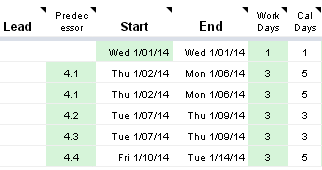 Lead Predec essor Start End Work Days Cal Days
Wed 1/01/14 Wed 1/01/14 1 1
4.1 Thu 1/02/14 Mon 1/06/14 3 5
4.1 Thu 1/02/14 Mon 1/06/14 3 5
4.2 Tue 1/07/14 Thu 1/09/14 3 3
4.3 Tue 1/07/14 Thu 1/09/14 3 3
4.4 Fri 1/10/14 Tue 1/14/14 3 5